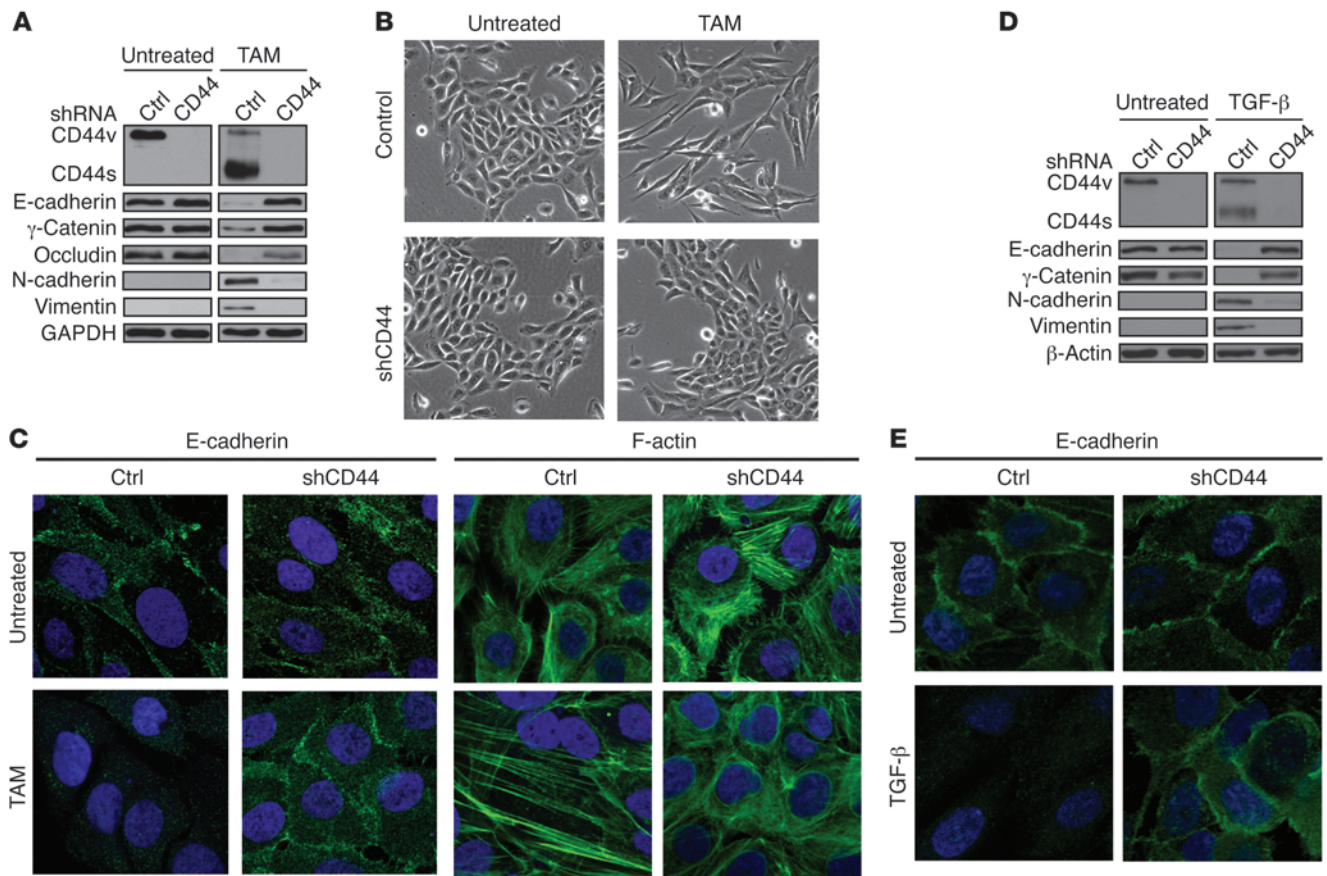 A
Untreated TAM
shRNA Ctrl CD44 Ctrl CD44
CD44v
CD44s
E-cadherin
γ-Catenin
Occludin
N-cadherin
Vimentin
GAPDH
B
Untreated TAM
Control
shCD44
C
E-cadherin F-actin
Ctrl shCD44 Ctrl shCD44
Untreated
TAM
D
Untreated TGF-β
shRNA Ctrl CD44 Ctrl CD44
CD44v
CD44s
E-cadherin
γ-Catenin
N-cadherin
Vimentin
β-Actin
E
E-cadherin
Ctrl shCD44
Untreated
TGF-β